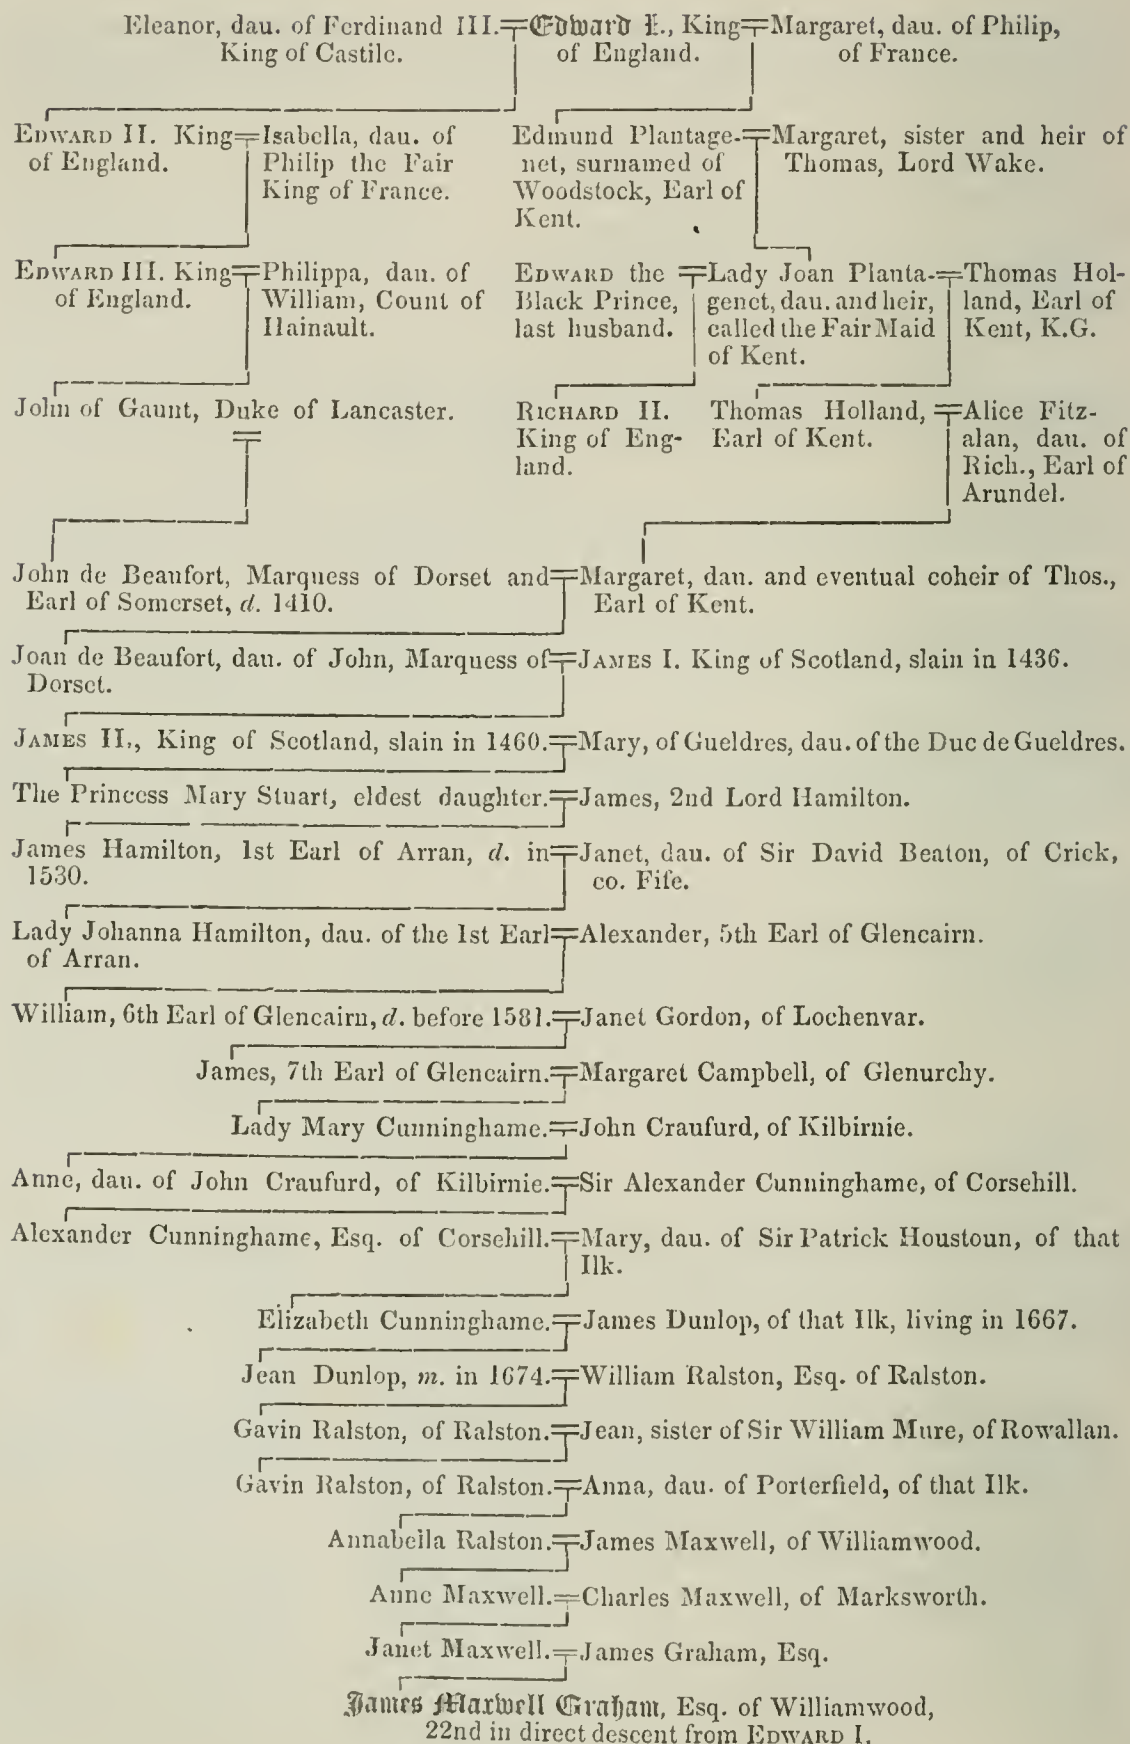 Eleanor, dau. of Ferdinand III. Edward I., King Margaret, dau. of Philip,
King of Castile. of England. of France.
EDWARD II. King Isabella, dau. of Edmund Plantage- Margaret, sister and heir of
of England. Philip the Fair net, surnamed of Thomas, Lord Wake.
King of France. Woodstock, Earl of
Kent.
EDWARD III. King Philippa, dau. of EDWARD the Lady Joan Planta- Thomas Hol-
of England. William, Count of Black Prince, genet, dau. and heir, land, Earl of
Hainault. last husband. called the Fair Maid Kent, K.G.
of Kent.
John of Gaunt, Duke of Lancaster. RICHARD II. Thomas Holland, Alice Fitz-
King of Eng- Earl of Kent. alan, dau. of
land. Rich., Earl of
Arundel.
John de Beaufort, Marquess of Dorset and Margaret, dau. and eventual coheir of Thos.,
Earl of Somerset, d. 1410. Earl of Kent.
Joan de Beaufort, dau. of John, Marquess of JAMES I. King of Scotland, slain in 1436.
Dorset.
JAMES II., King of Scotland, slain in 1460. Mary, of Gueldres, dau. of the Duc de Gueldres.
The Princess Mary Stuart, eldest daughter. James, 2nd Lord Hamilton.
James Hamilton, 1st Earl of Arran, d. in Janet, dau. of Sir David Beaton, of Crick,
1530. co. Fife.
Lady Johanna Hamilton, dau. of the 1st Earl Alexander, 5th Earl of Glencairn.
of Arran.
William, 6th Earl of Glencairn, d. before 1581. Janet Gordon, of Lochenvar.
James, 7th Earl of Glencairn. Margaret Campbell, of Glenurchy.
Lady Mary Cunninghame. John Craufurd, of Kilbirnie.
Anne, dau. of John Craufurd, of Kilbirnie. Sir Alexander Cunninghame, of Corsehill.
Alexander Cunninghame, Esq. of Corsehill. Mary, dau. of Sir Patrick Houstoun, of that
Ilk.
Elizabeth Cunninghame. James Dunlop, of that Ilk, living in 1667.
Jean Dunlop, m. in 1674. William Ralston, Esq. of Ralston.
Gavin Ralston, of Ralston. Jean, sister of Sir William Mure, of Rowallan.
Gavin Ralston, of Ralston. Anna, dau. of Porterfield, of that Ilk.
Annabella Ralston. James Maxwell, of Williamwood.
Anne Maxwell. Charles Maxwell, of Marksworth.
Janet Maxwell. James Graham, Esq.
James Maxwell Graham, Esq. of Williamwood,
22nd in direct descent from EDWARD I.